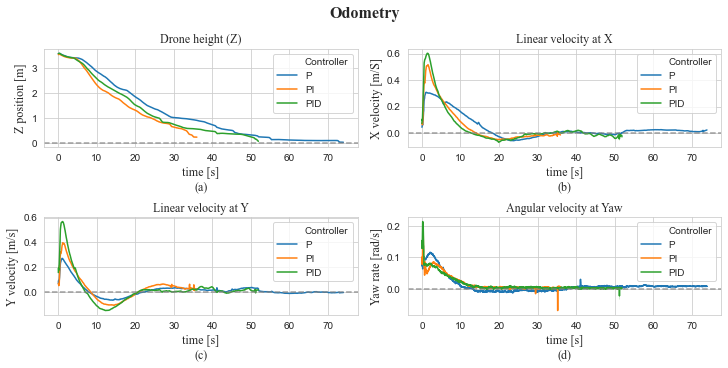 Odometry
Drone height (Z)
Z position [m]
3
2
1
0
Controller
P
PI
PID
0 10 20 30 40 50 60 70
time [s]
(a)
Linear velocity at X
X velocity [m/S]
0.6
0.4
0.2
0.0
Controller
P
PI
PID
0 10 20 30 40 50 60 70
time [s]
(b)
Linear velocity at Y
Y velocity [m/s]
0.6
0.4
0.2
0.0
Controller
P
PI
PID
0 10 20 30 40 50 60 70
time [s]
(c)
Angular velocity at Yaw
Yaw rate [rad/s]
0.2
0.1
0.0
Controller
P
PI
PID
0 10 20 30 40 50 60 70
time [s]
(d)